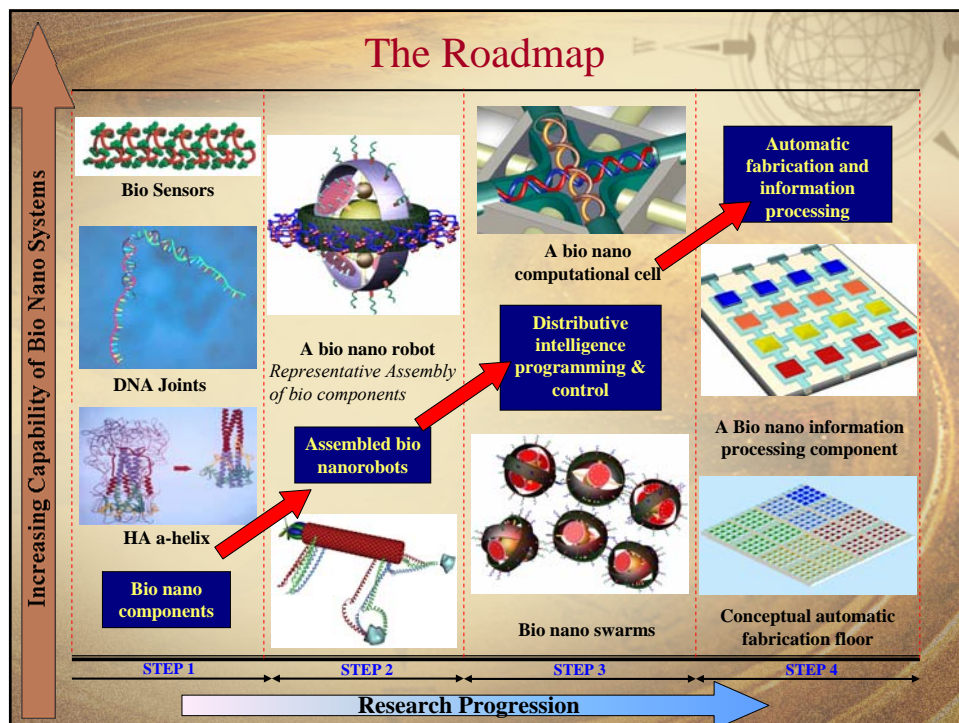 The Roadmap
Increasing Capability of Bio Nano Systems
Bio Sensors
DNA Joints
HA a-helix
Bio nano
components
A bio nano robot
Representative Assembly
of bio components
Assembled bio
nanorobots
A bio nano
computational cell
Distributive
intelligence
programming &
control
Bio nano swarms
Automatic
fabrication and
information
processing
A Bio nano information
processing component
Conceptual automatic
fabrication floor
STEP 1
STEP 2
STEP 3
STEP 4
Research Progression